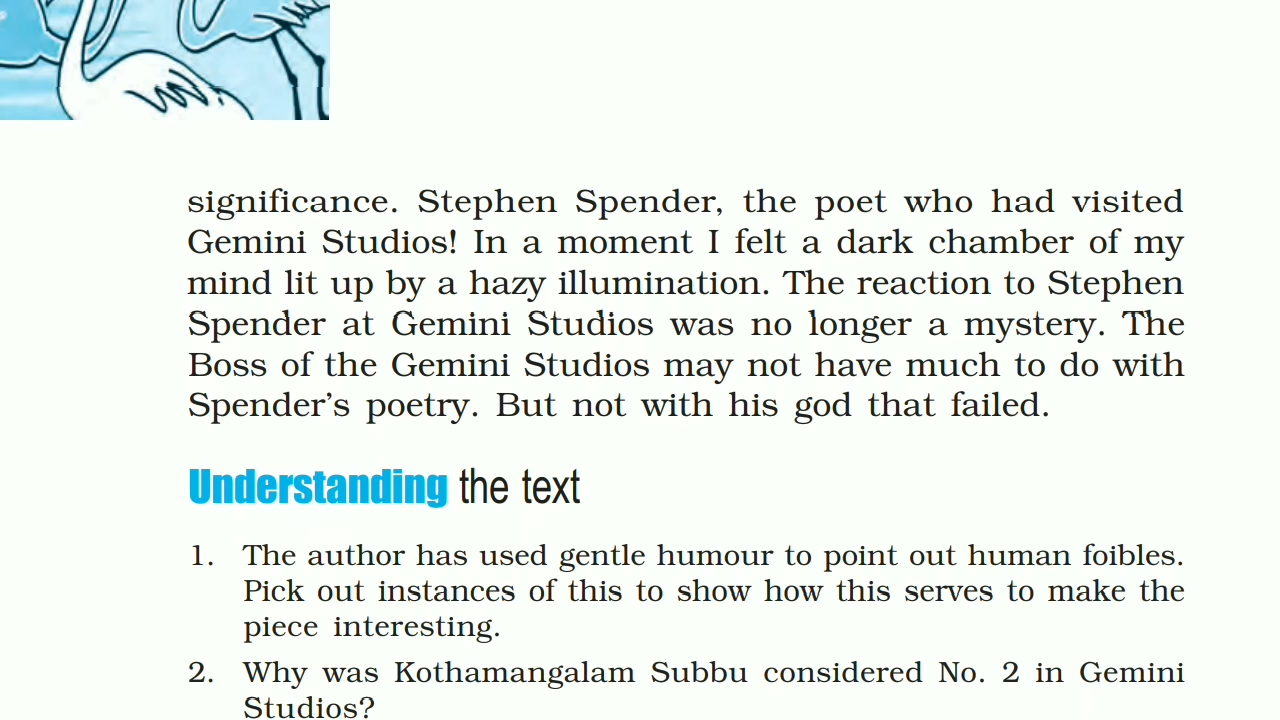 significance. Stephen Spender, the poet who had visited
Gemini Studios! In a moment I felt a dark chamber of my
mind lit up by a hazy illumination. The reaction to Stephen
Spender at Gemini Studios was no longer a mystery. The
Boss of the Gemini Studios may not have much to do with
Spender’s poetry. But not with his god that failed.
Understanding the text
1. The author has used gentle humour to point out human foibles.
Pick out instances of this to show how this serves to make the
piece interesting.
2. Why was Kothamangalam Subbu considered No. 2 in Gemini
Studios?